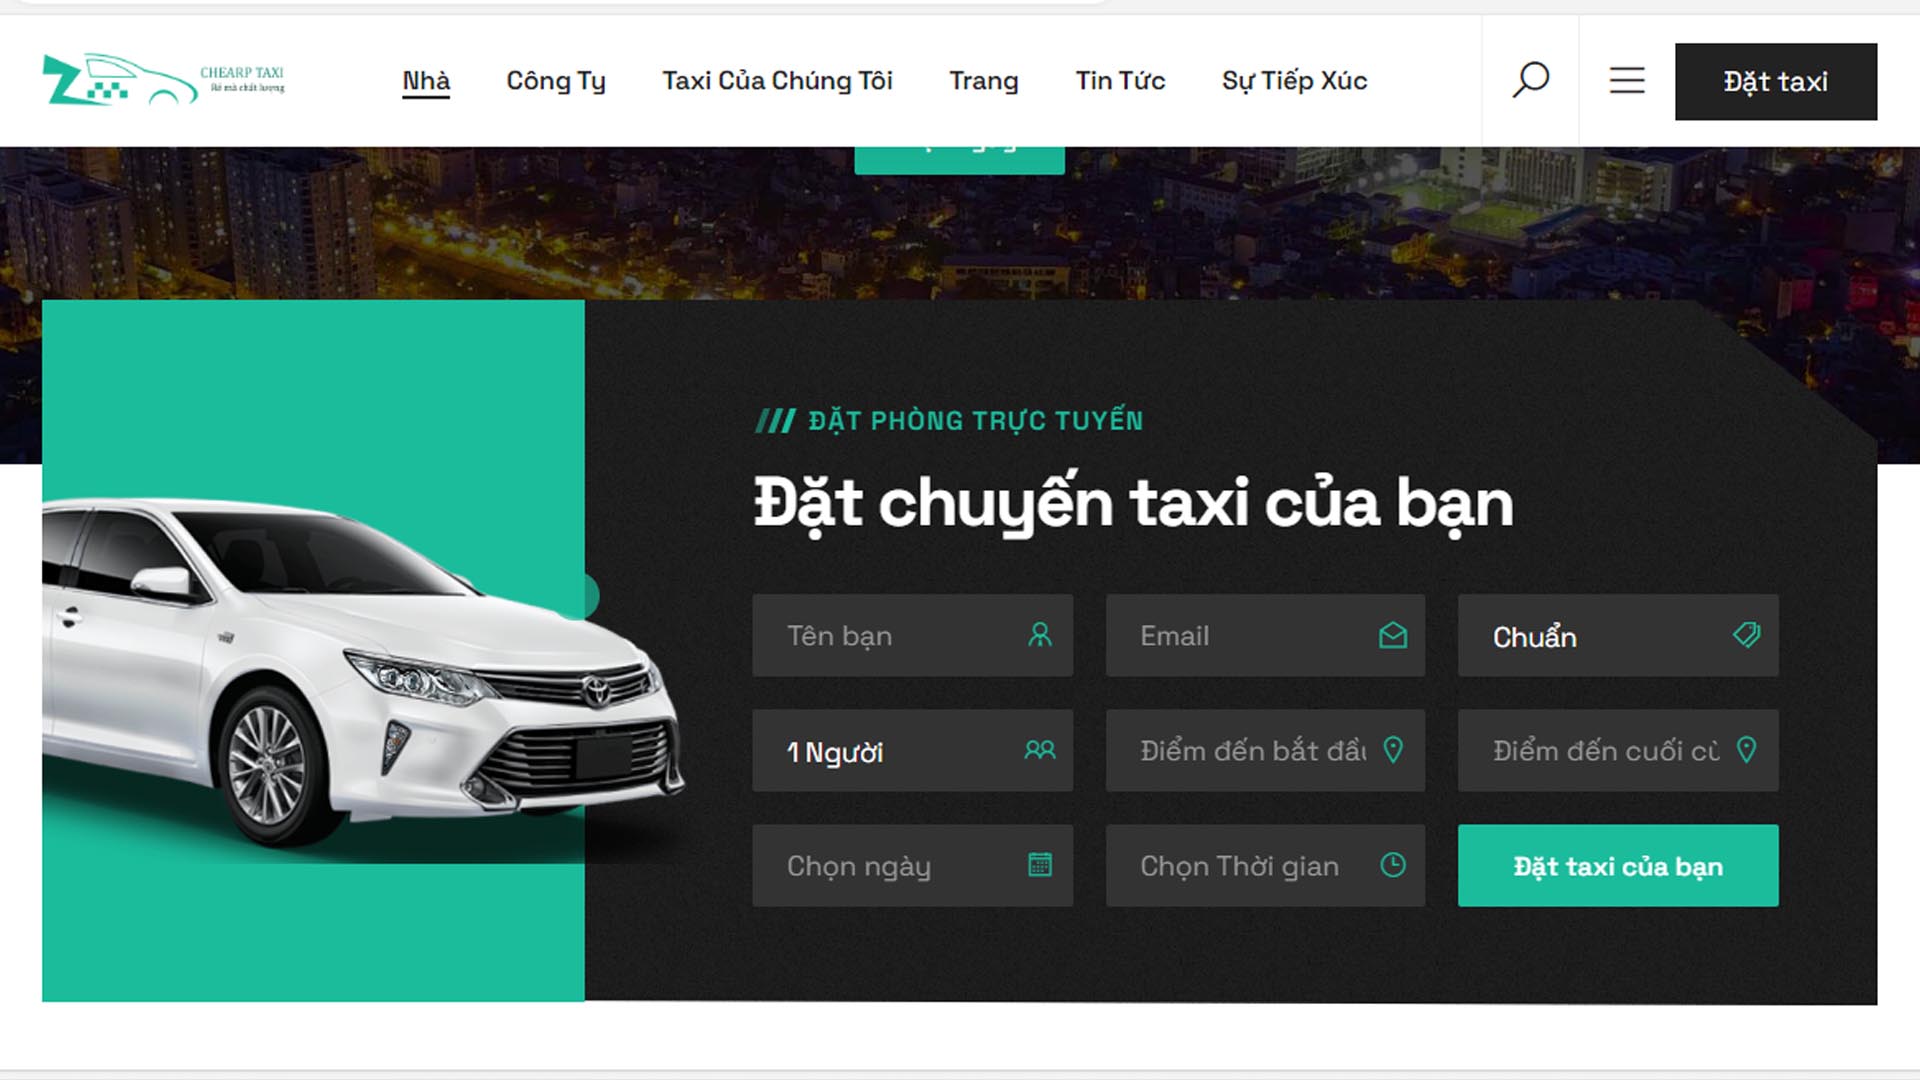 CHEARP TAXI
Rẻ mà chất lượng
Nhà
Công Ty
Taxi Của Chúng Tôi
Trang
Tin Tức
Sự Tiếp Xúc
Đặt taxi
ĐẶT PHÒNG TRỰC TUYẾN
Đặt chuyến taxi của bạn
Tên bạn
Email
Chuẩn
1 Người
Điểm đến bắt đầu
Điểm đến cuối cù
Chọn ngày
Chọn Thời gian
Đặt taxi của bạn